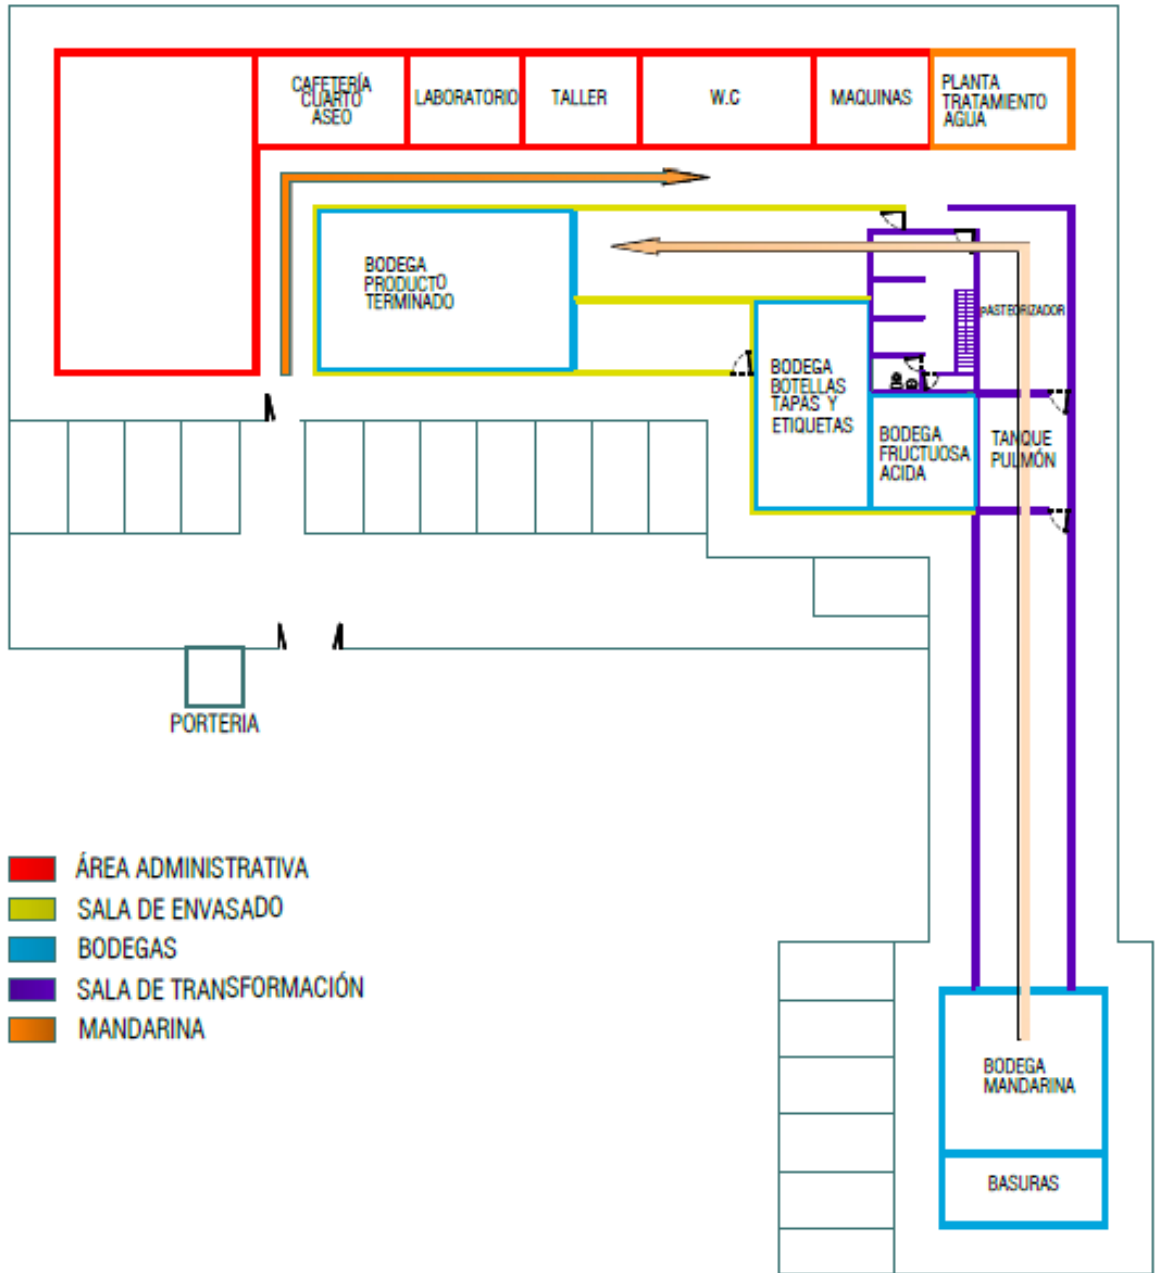 CAFETERÍA
CUARTO
ASEO
LABORATORIO
TALLER
W.C
MAQUINAS
PLANTA
TRATAMIENTO
AGUA
BODEGA
PRODUCTO
TERMINADO
PASTEORIZADOR
BODEGA
BOTELLAS
TAPAS Y
ETIQUETAS
BODEGA
FRUCTUOSA
ACIDA
TANQUE
PULMÓN
PORTERIA
ÁREA ADMINISTRATIVA
SALA DE ENVASADO
BODEGAS
SALA DE TRANSFORMACIÓN
MANDARINA
BODEGA
MANDARINA
BASURAS